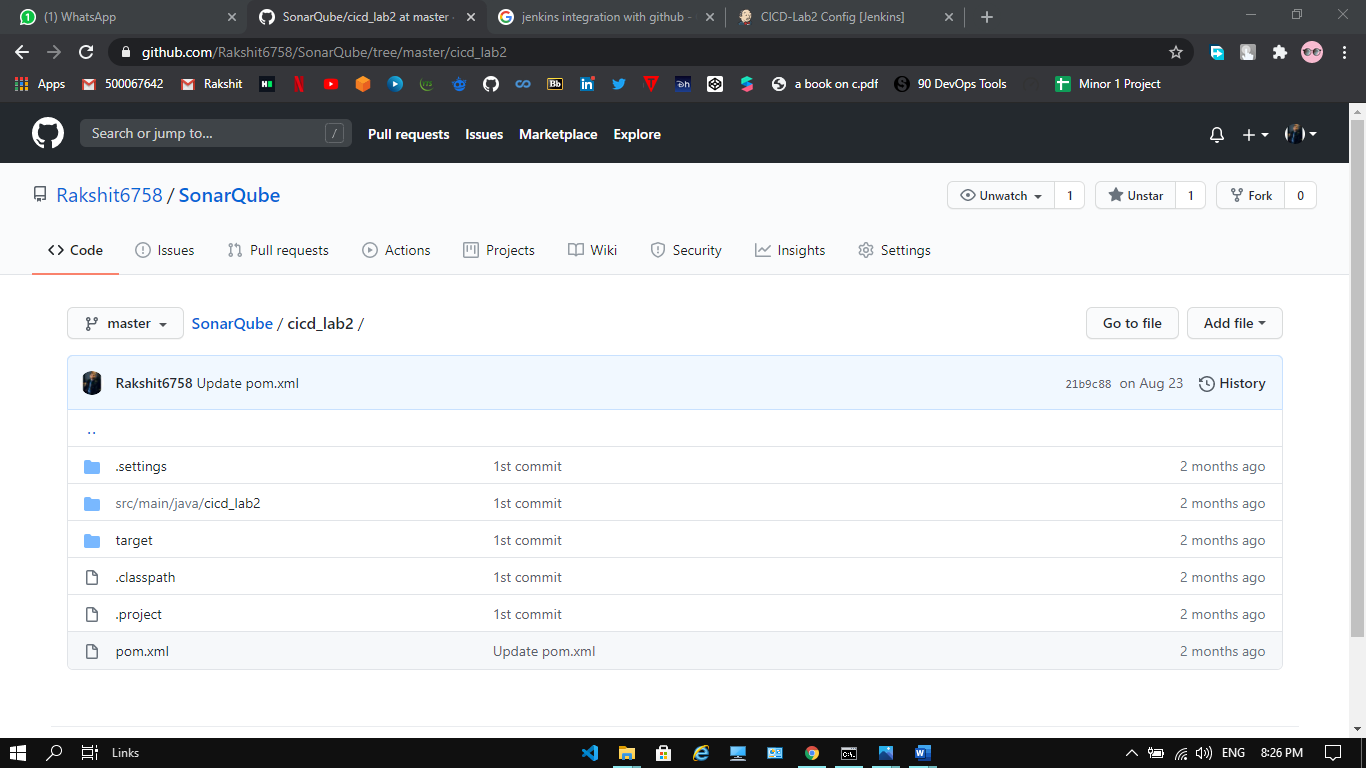 (1) WhatsApp
SonarQube/cicd_lab2 at master ·
jenkins integration with github -
CICD-Lab2 Config [Jenkins]
github.com/Rakshit6758/SonarQube/tree/master/cicd_lab2
Apps
500067642
Rakshit
a book on c.pdf
90 DevOps Tools
Minor 1 Project
Search or jump to...
/
Pull requests
Issues
Marketplace
Explore
Rakshit6758 / SonarQube
Unwatch
1
Unstar
1
Fork
0
Code
Issues
Pull requests
Actions
Projects
Wiki
Security
Insights
Settings
master
SonarQube / cicd_lab2 /
Go to file
Add file
Rakshit6758 Update pom.xml
21b9c88 on Aug 23
History
..
.settings
1st commit
2 months ago
src/main/java/cicd_lab2
1st commit
2 months ago
target
1st commit
2 months ago
.classpath
1st commit
2 months ago
.project
1st commit
2 months ago
pom.xml
Update pom.xml
2 months ago
Links
ENG
8:26 PM